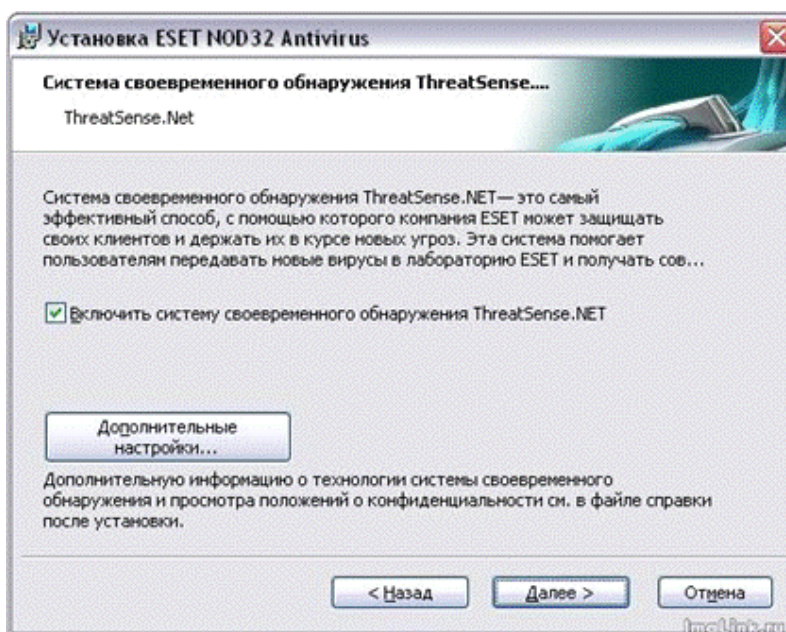 Установка ESET NOD32 Antivirus
Система своевременного обнаружения ThreatSense....
ThreatSense.Net
Система своевременного обнаружения ThreatSense.NET— это самый
эффективный способ, с помощью которого компания ESET может защищать
своих клиентов и держать их в курсе новых угроз. Эта система помогает
пользователям передавать новые вирусы в лабораторию ESET и получать сов...
Включить систему своевременного обнаружения ThreatSense.NET
Дополнительные
настройки...
Дополнительную информацию о технологии системы своевременного
обнаружения и просмотра положений о конфиденциальности см. в файле справки
после установки.
< Назад
Далее >
Отмена
ImgLink.ru